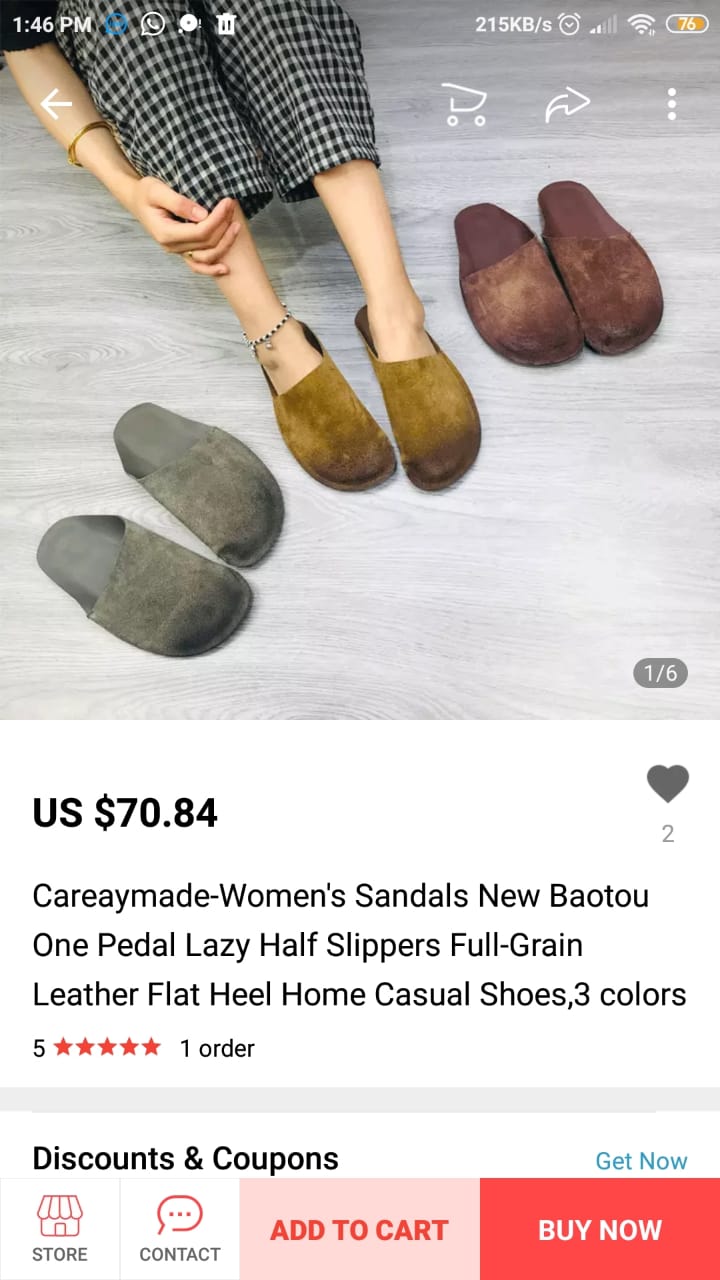 1:46 PM
215KB/s
76
1/6
US $70.84
2
Careaymade-Women's Sandals New Baotou
One Pedal Lazy Half Slippers Full-Grain
Leather Flat Heel Home Casual Shoes,3 colors
5 ★★★★★ 1 order
Discounts & Coupons
Get Now
STORE
CONTACT
ADD TO CART
BUY NOW